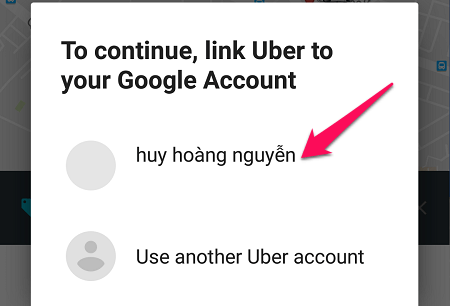 To continue, link Uber to
your Google Account
huy hoàng nguyễn
Use another Uber account